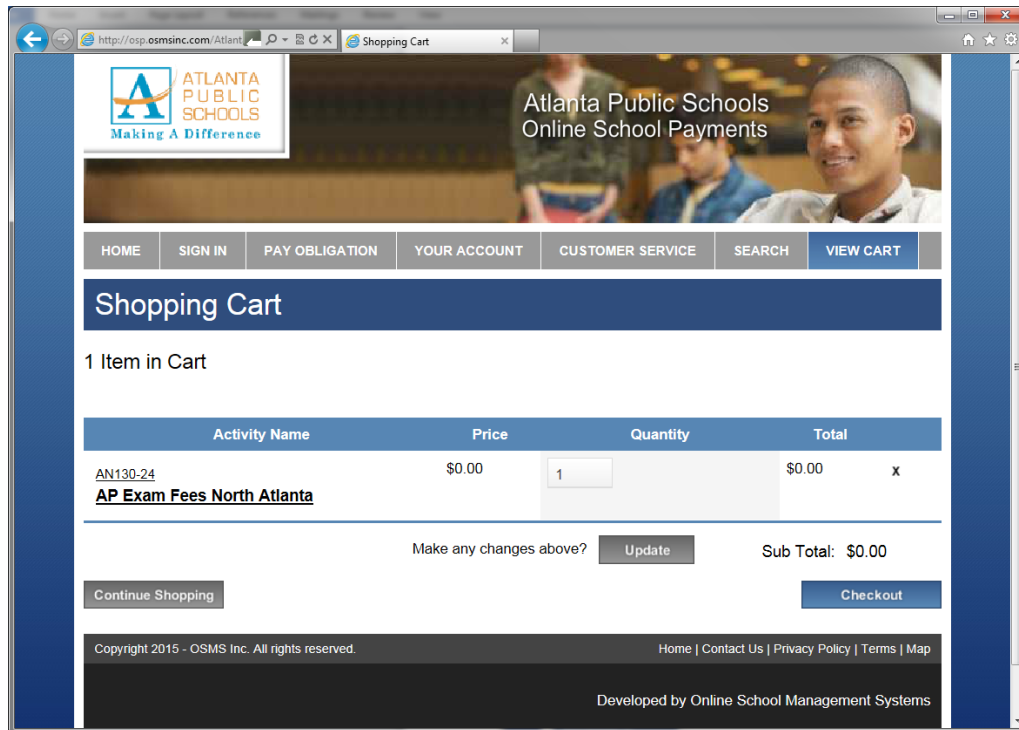 http://osp.osmsinc.com/Atlant
Shopping Cart
ATLANTA
PUBLIC
SCHOOLS
Making A Difference
Atlanta Public Schools
Online School Payments
HOME SIGN IN PAY OBLIGATION YOUR ACCOUNT CUSTOMER SERVICE SEARCH VIEW CART
Shopping Cart
1 Item in Cart
Activity Name Price Quantity Total
AN130-24 $0.00 1 $0.00 x
AP Exam Fees North Atlanta
Make any changes above? Update Sub Total: $0.00
Continue Shopping Checkout
Copyright 2015 - OSMS Inc. All rights reserved. Home | Contact Us | Privacy Policy | Terms | Map
Developed by Online School Management Systems